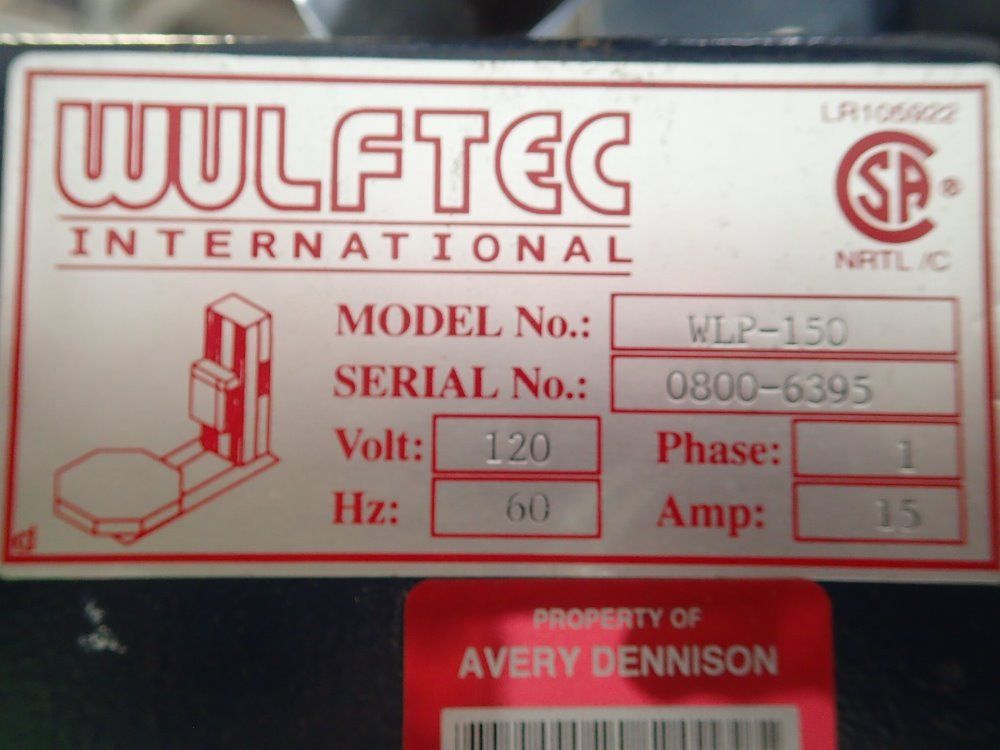 WULFTEC
INTERNATIONAL
LR105922
SA ®
NRTL /C
MODEL No.: WLP-150
SERIAL No.: 0800-6395
Volt: 120 Phase: 1
Hz: 60 Amp: 15
PROPERTY OF
AVERY DENNISON